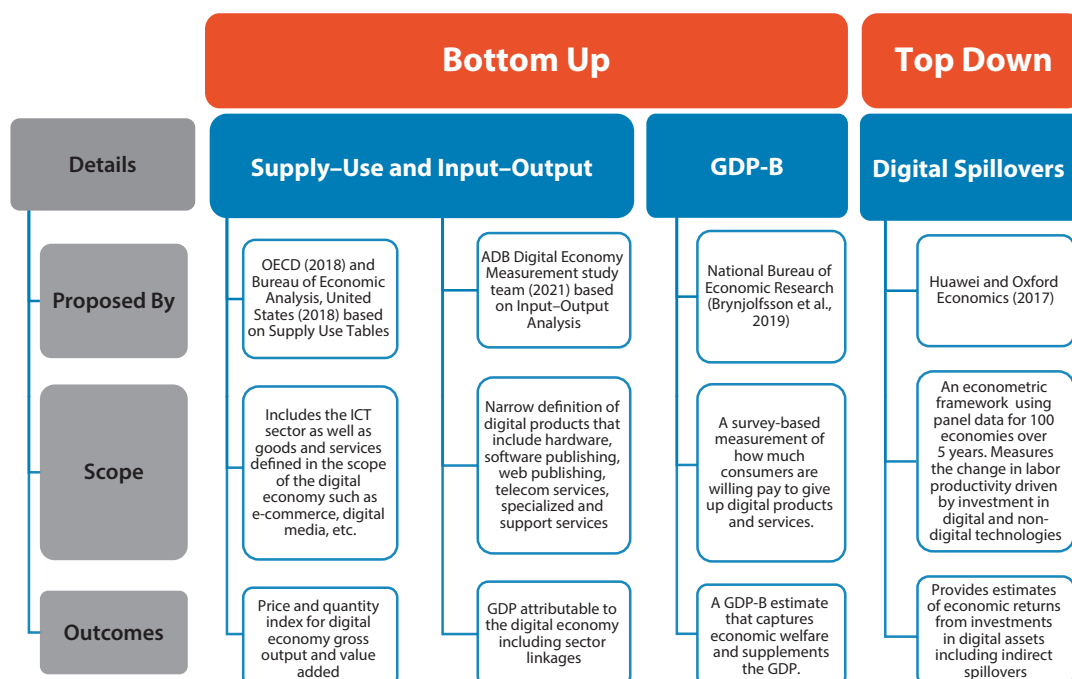 Bottom Up
Top Down
Details
Supply–Use and Input–Output
GDP-B
Digital Spillovers
Proposed By
OECD (2018) and
Bureau of Economic
Analysis, United
States (2018) based
on Supply Use Tables
ADB Digital Economy
Measurement study
team (2021) based
on Input–Output
Analysis
National Bureau of
Economic Research
(Brynjolfsson et al.,
2019)
Huawei and Oxford
Economics (2017)
Scope
Includes the ICT
sector as well as
goods and services
defined in the scope
of the digital
economy such as
e-commerce, digital
media, etc.
Narrow definition of
digital products that
include hardware,
software publishing,
web publishing,
telecom services,
specialized and
support services
A survey-based
measurement of
how much
consumers are
willing pay to give
up digital products
and services.
An econometric
framework using
panel data for 100
economies over
5 years. Measures
the change in labor
productivity driven
by investment in
digital and non-
digital technologies
Outcomes
Price and quantity
index for digital
economy gross
output and value
added
GDP attributable to
the digital economy
including sector
linkages
A GDP-B estimate
that captures
economic welfare
and supplements
the GDP.
Provides estimates
of economic returns
from investments
in digital assets
including indirect
spillovers